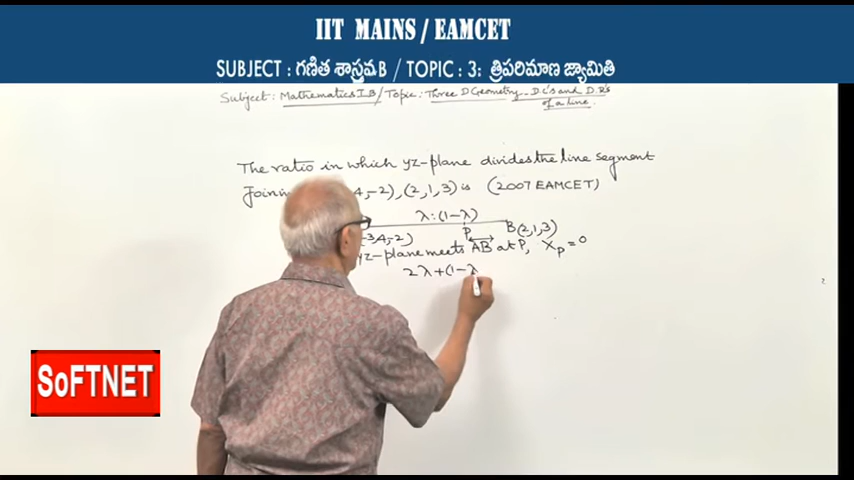 IIT MAINS / EAMCET
SUBJECT : గణిత శాస్త్రవB / TOPIC : 3: త్రిపరిమాణ జ్యామితి
Subject: Mathematics IB / Topic: Three D Geometry - D.C's and D.R's
of a line.
The ratio in which yz-plane divides the line segment
Joinin 4,-2), (2,1,3) is (2007 EAMCET)
λ:(1-λ)
P B(2,1,3)
-3,4,-2)
yz-plane meets AB at P, Xp=0
2λ+(1-λ
SoFTNET